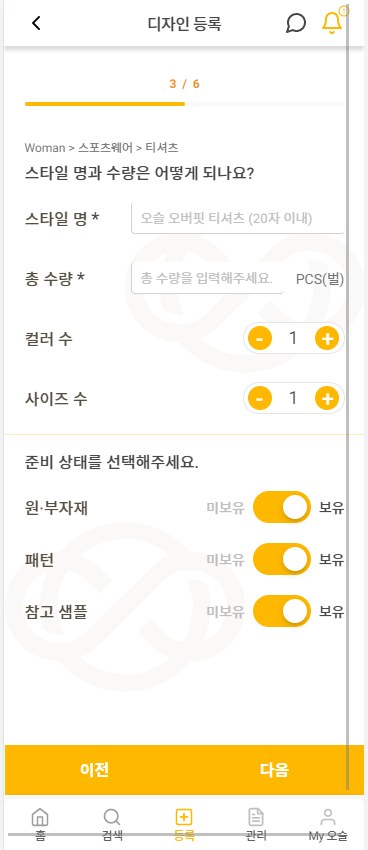 디자인 등록
3 / 6
Woman > 스포츠웨어 > 티셔츠
스타일 명과 수량은 어떻게 되나요?
스타일 명 * 오슬 오버핏 티셔츠 (20자 이내)
총 수량 * 총 수량을 입력해주세요. PCS(벌)
컬러 수 - 1 +
사이즈 수 - 1 +
준비 상태를 선택해주세요.
원·부자재 미보유 보유
패턴 미보유 보유
참고 샘플 미보유 보유
이전 다음
홈 검색 등록 관리 My 오슬